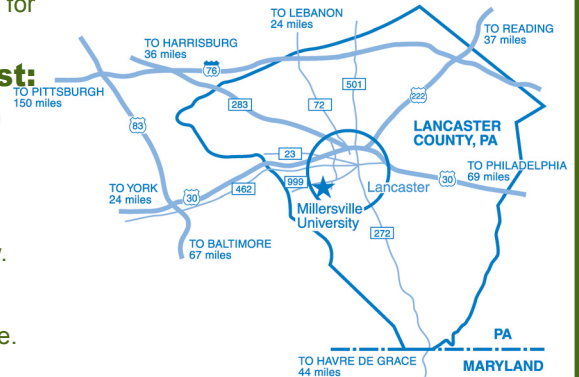 for
st:
v.
e.
TO LEBANON
24 miles
TO READING
37 miles
TO HARRISBURG
36 miles
76
TO PITTSBURGH
150 miles
501
222
283
72
83
LANCASTER
COUNTY, PA
23
TO PHILADELPHIA
69 miles
30
TO YORK
24 miles
30
462
999
Lancaster
Millersville
University
272
TO BALTIMORE
67 miles
PA
TO HAVRE DE GRACE
44 miles
MARYLAND